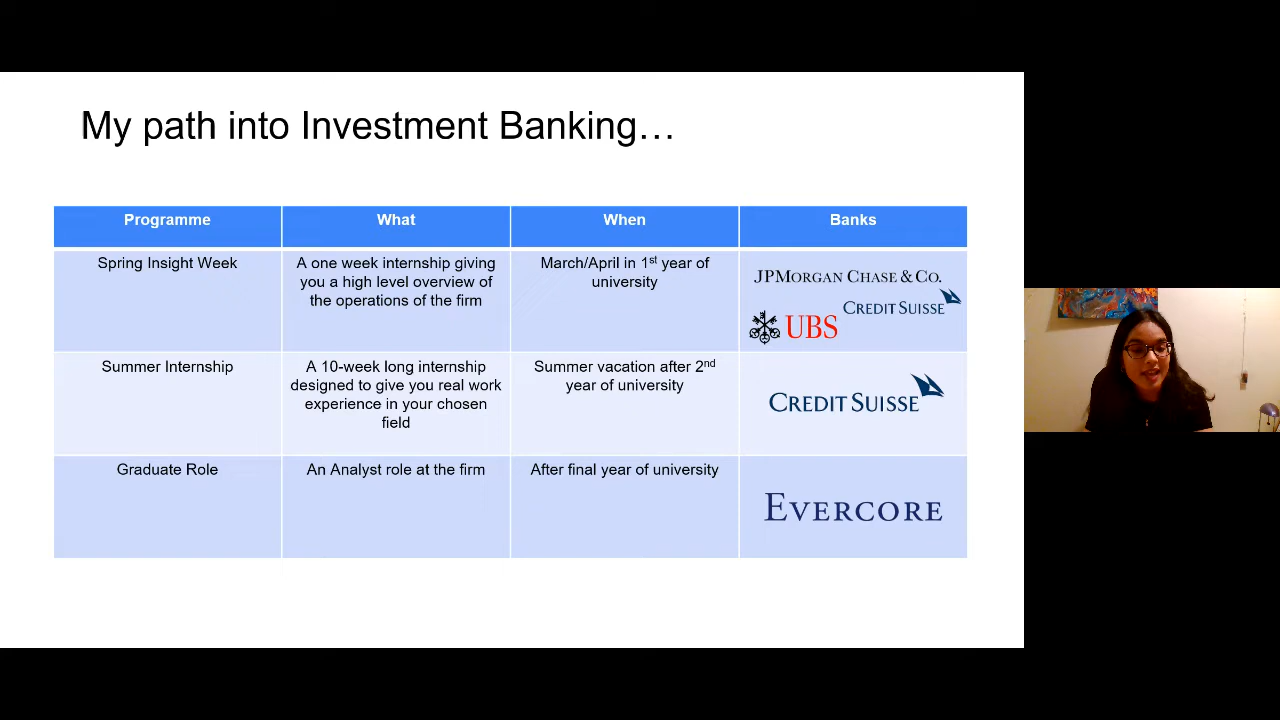 My path into Investment Banking…
Programme
What
When
Banks
Spring Insight Week
A one week internship giving
you a high level overview of
the operations of the firm
March/April in 1st year of
university
JPMORGAN CHASE & CO.
CREDIT SUISSE
UBS
Summer Internship
A 10-week long internship
designed to give you real work
experience in your chosen
field
Summer vacation after 2nd
year of university
CREDIT SUISSE
Graduate Role
An Analyst role at the firm
After final year of university
EVERCORE